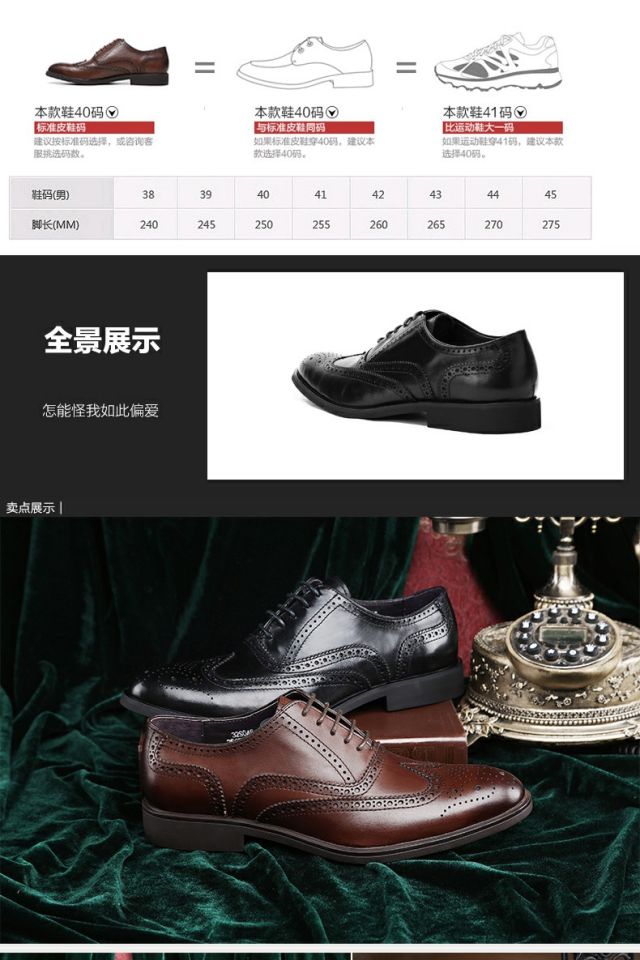 本款鞋40码
标准皮鞋码
建议按标准码选择，或咨询客
服挑选码数。
=
本款鞋40码
与标准皮鞋同码
如果标准皮鞋穿40码，建议本
款选择40码。
=
本款鞋41码
比运动鞋大一码
如果运动鞋穿41码，建议本款
选择40码。
鞋码(男) 38 39 40 41 42 43 44 45
脚长(MM) 240 245 250 255 260 265 270 275
全景展示
怎能怪我如此偏爱
卖点展示|